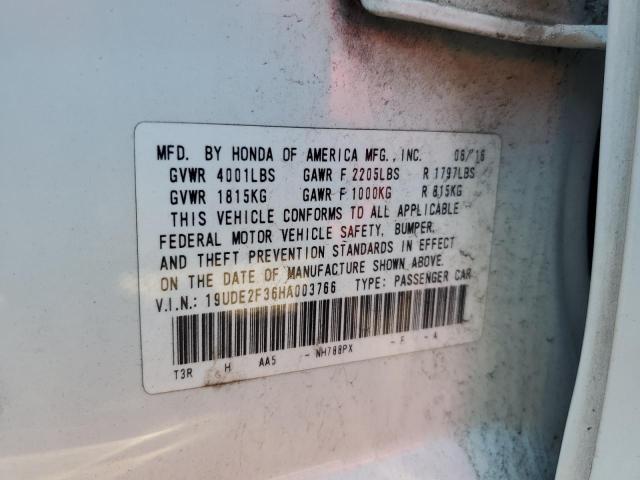 MFD. BY HONDA OF AMERICA MFG., INC. 06/16
GVWR 4001LBS GAWR F 2205LBS R 1797LBS
GVWR 1815KG GAWR F 1000KG R 815KG
THIS VEHICLE CONFORMS TO ALL APPLICABLE
FEDERAL MOTOR VEHICLE SAFETY, BUMPER,
AND THEFT PREVENTION STANDARDS IN EFFECT
ON THE DATE OF MANUFACTURE SHOWN ABOVE.
V.I.N.: 19UDE2F36HA003766 TYPE: PASSENGER CAR
T3R H AA5 - NH788PX - F - A